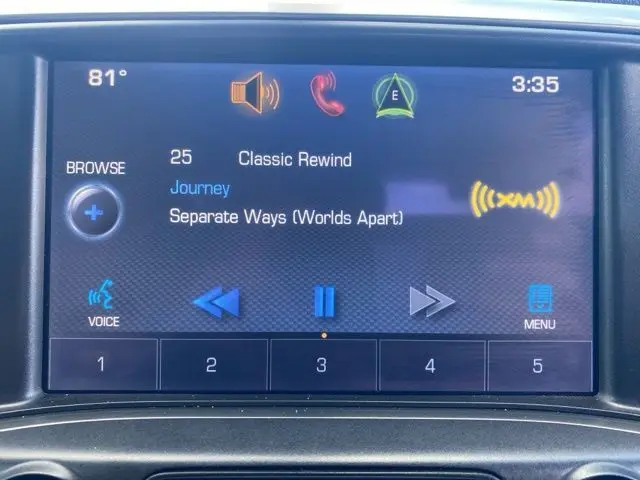 81°
E
3:35
BROWSE
25 Classic Rewind
Journey
Separate Ways (Worlds Apart)
XM
VOICE
MENU
1 2 3 4 5